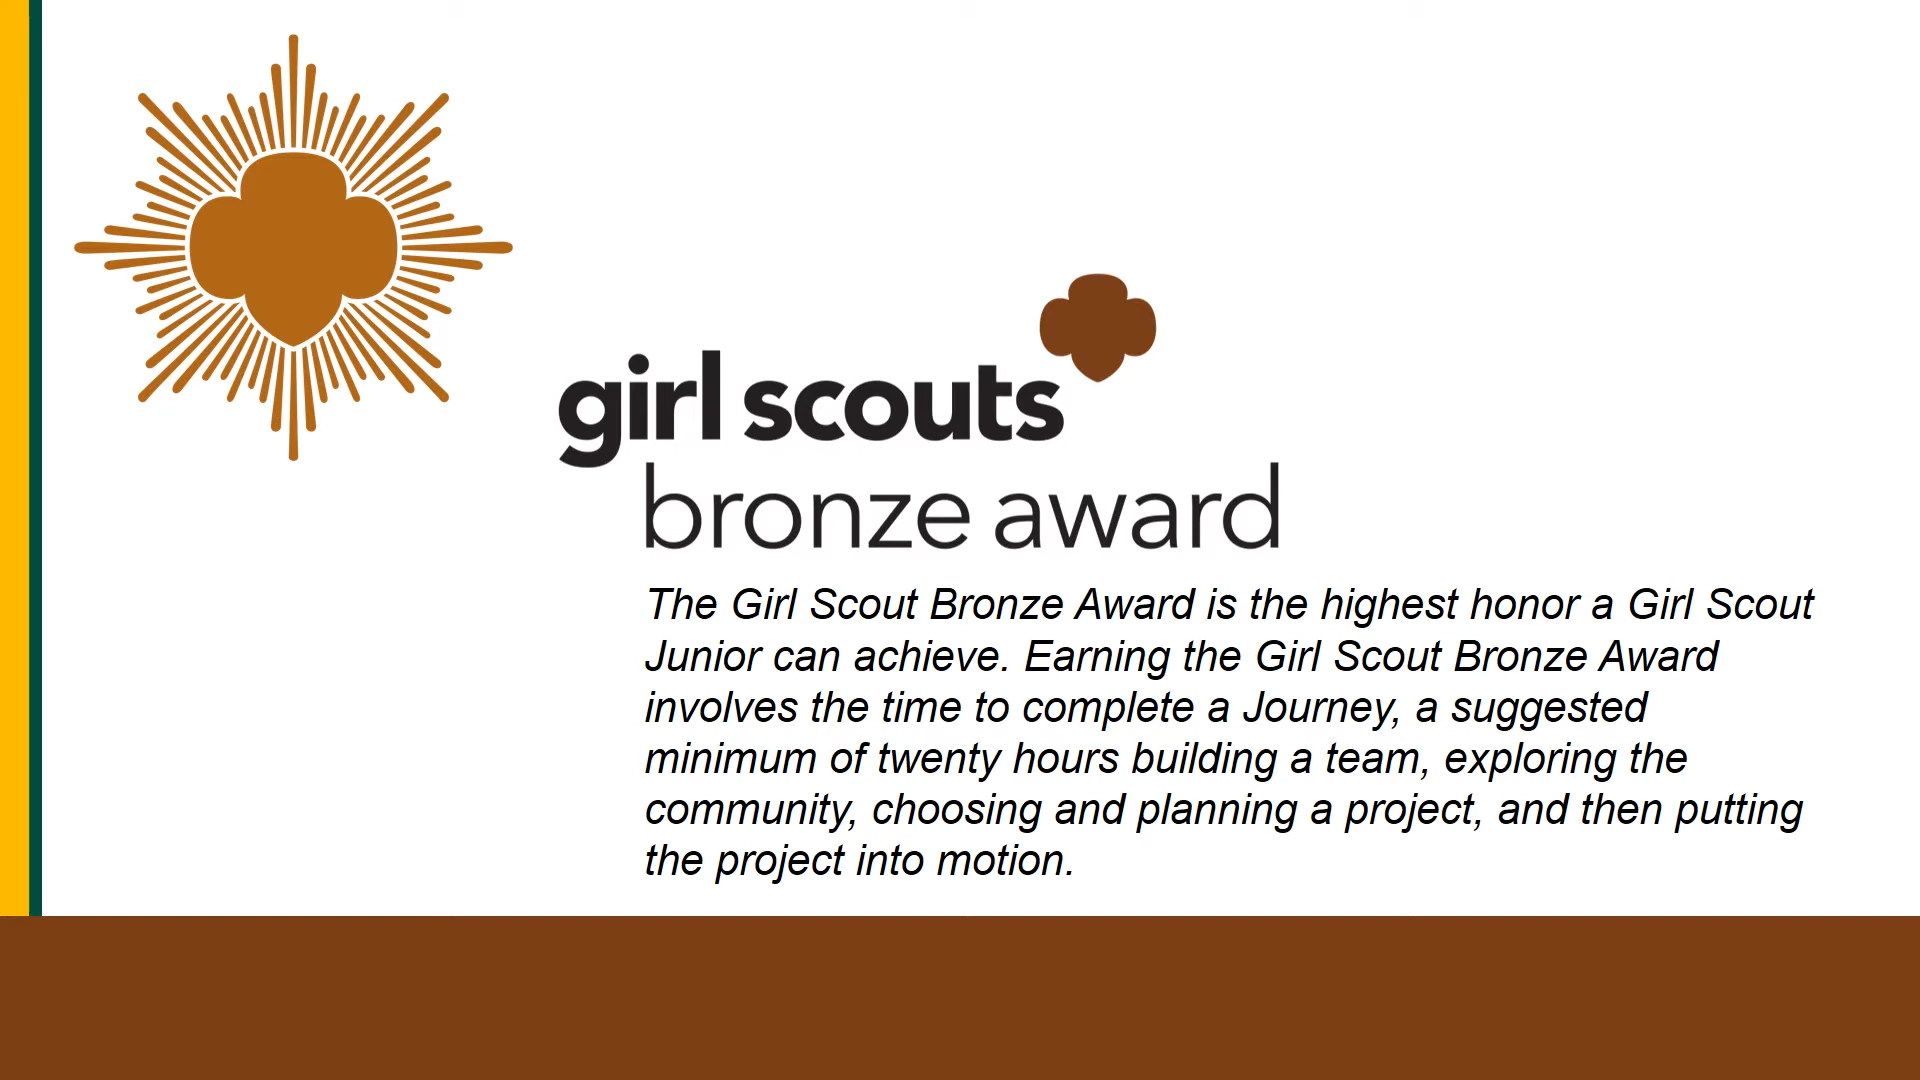 girl scouts
bronze award
The Girl Scout Bronze Award is the highest honor a Girl Scout
Junior can achieve. Earning the Girl Scout Bronze Award
involves the time to complete a Journey, a suggested
minimum of twenty hours building a team, exploring the
community, choosing and planning a project, and then putting
the project into motion.